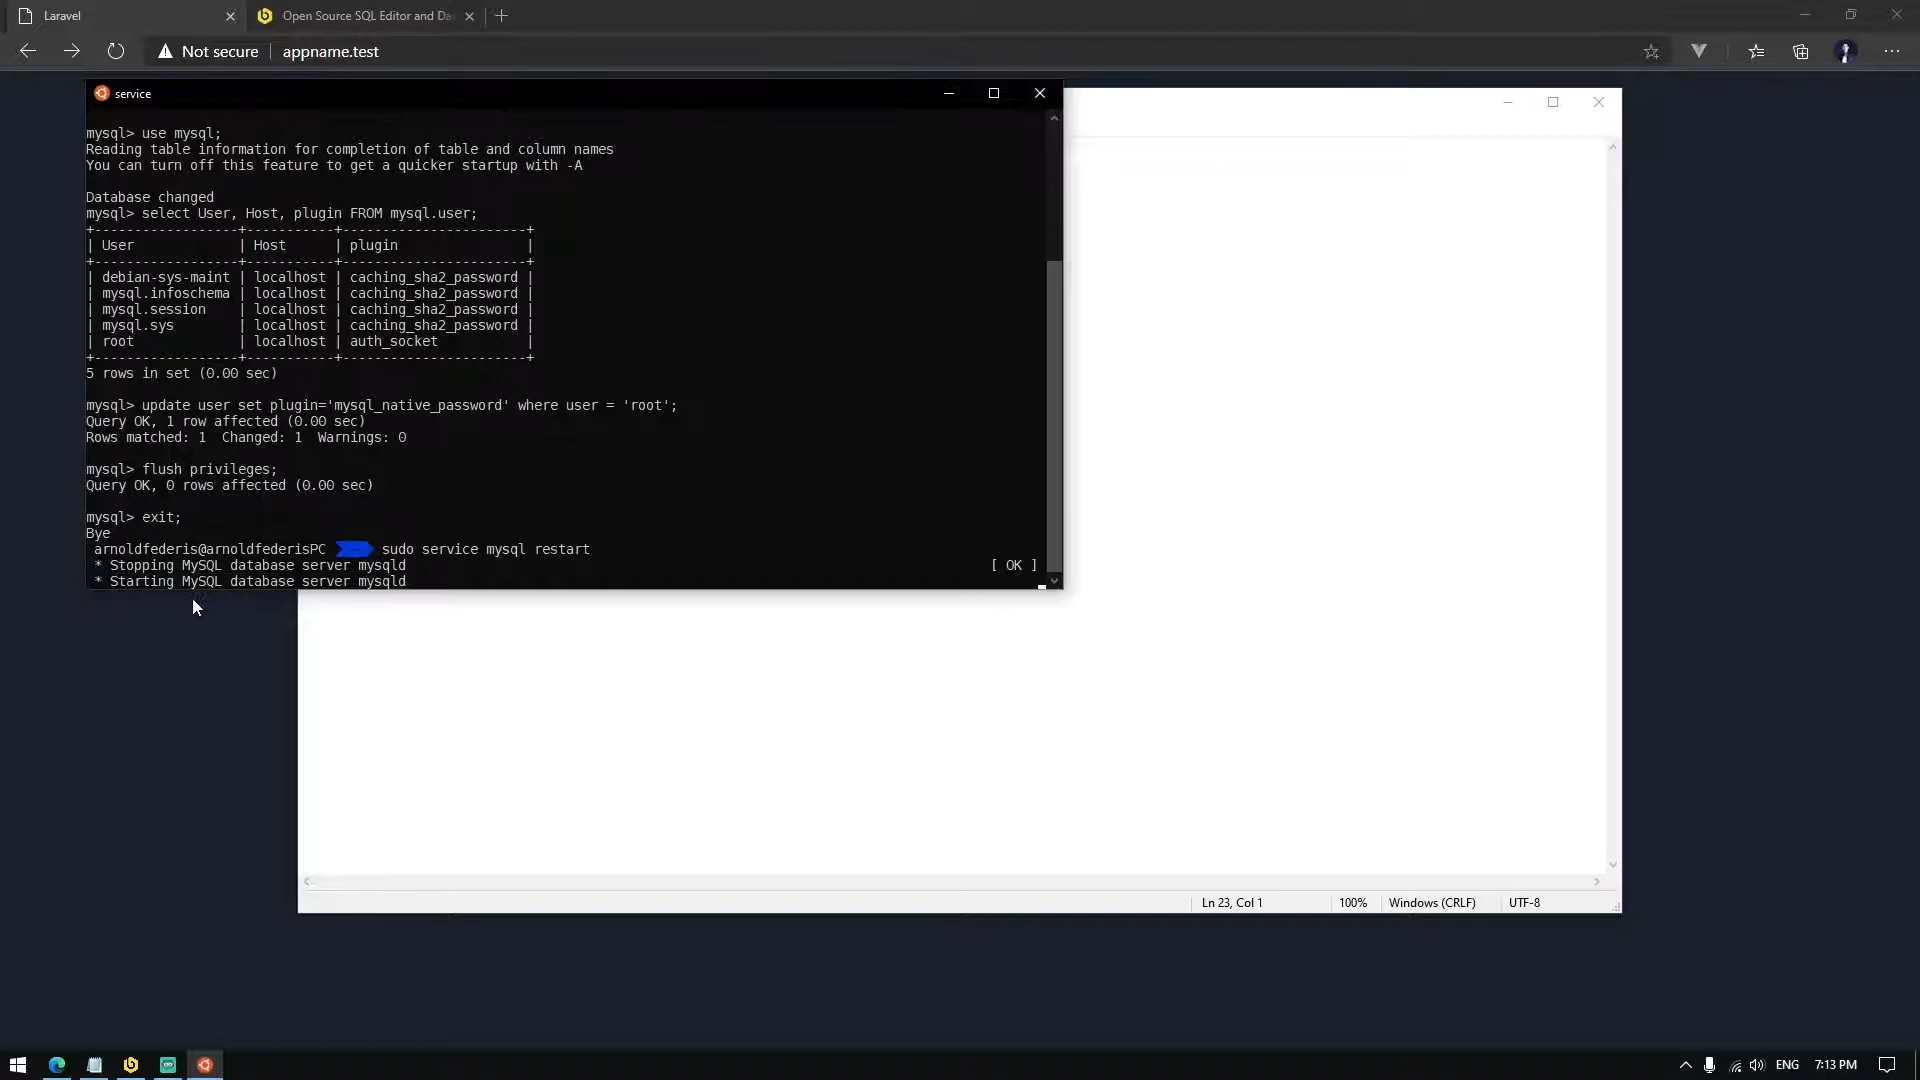 Laravel
Open Source SQL Editor and Da
Not secure
appname.test
service
mysql> use mysql;
Reading table information for completion of table and column names
You can turn off this feature to get a quicker startup with -A
Database changed
mysql> select User, Host, plugin FROM mysql.user;
+------------------+-----------+-----------------------+
| User             | Host      | plugin                |
+------------------+-----------+-----------------------+
| debian-sys-maint | localhost | caching_sha2_password |
| mysql.infoschema | localhost | caching_sha2_password |
| mysql.session    | localhost | caching_sha2_password |
| mysql.sys        | localhost | caching_sha2_password |
| root             | localhost | auth_socket           |
+------------------+-----------+-----------------------+
5 rows in set (0.00 sec)
mysql> update user set plugin='mysql_native_password' where user = 'root';
Query OK, 1 row affected (0.00 sec)
Rows matched: 1  Changed: 1  Warnings: 0
mysql> flush privileges;
Query OK, 0 rows affected (0.00 sec)
mysql> exit;
Bye
arnoldfederis@arnoldfederisPC sudo service mysql restart
* Stopping MySQL database server mysqld [ OK ]
* Starting MySQL database server mysqld
Ln 23, Col 1
100%
Windows (CRLF)
UTF-8
ENG
7:13 PM